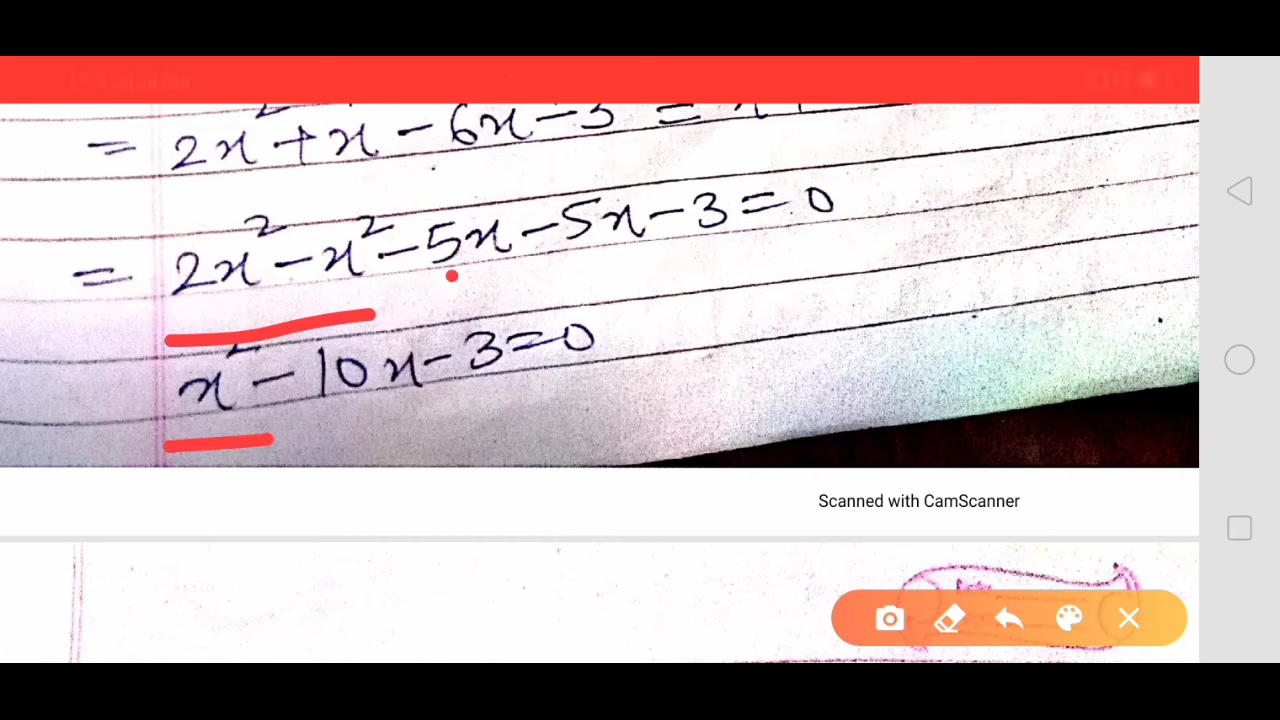 = 2x² + x - 6x - 3 = x
= 2x² - x² - 5x - 5x - 3 = 0
x² - 10x - 3 = 0
Scanned with CamScanner